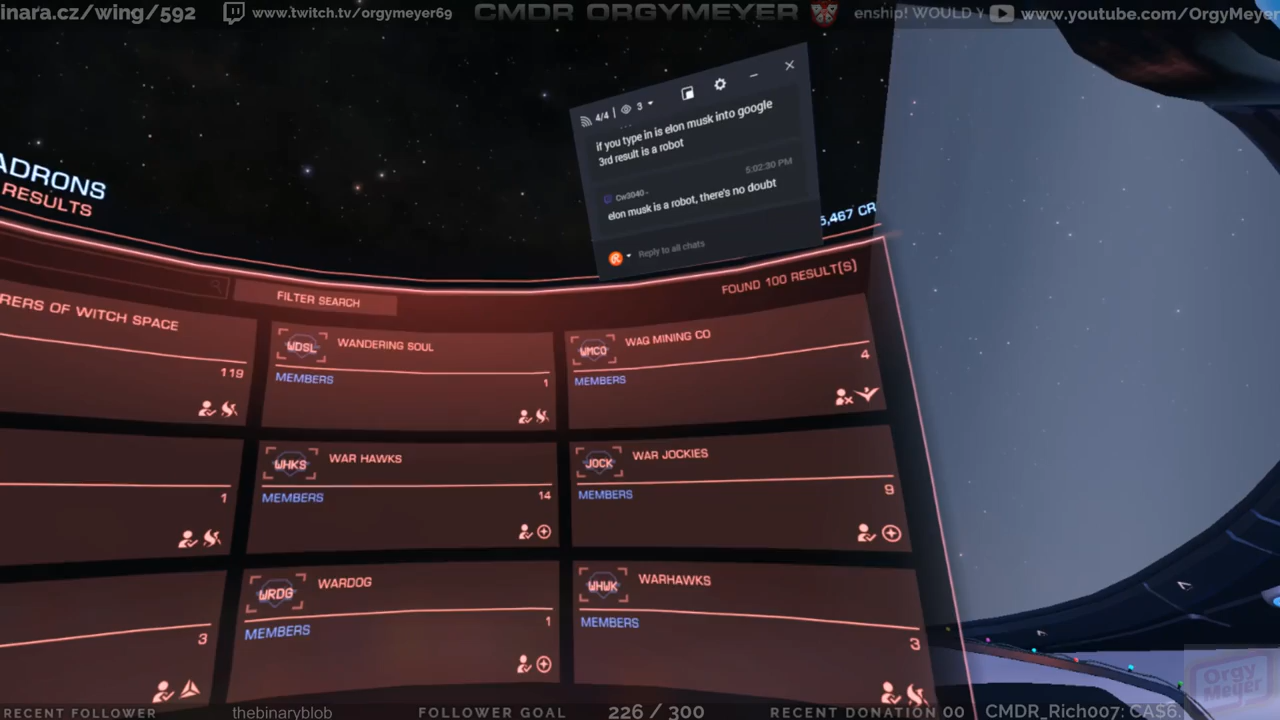 inara.cz/wing/592
www.twitch.tv/orgymeyer69
CMDR ORGYMEYER
enship! WOULD Y
www.youtube.com/OrgyMeyer
4/4 | 3
if you type in is elon musk into google
3rd result is a robot
5:02:30 PM
Cw3040-
elon musk is a robot, there's no doubt
Reply to all chats
ADRONS
RESULTS
5,467 CR
FILTER SEARCH
FOUND 100 RESULT(S)
RERS OF WITCH SPACE
119
WDSL
WANDERING SOUL
MEMBERS
1
WMCO
WAG MINING CO
MEMBERS
4
1
WHKS
WAR HAWKS
MEMBERS
14
JOCK
WAR JOCKIES
MEMBERS
9
3
WRDG
WARDOG
MEMBERS
1
WHWK
WARHAWKS
MEMBERS
3
Orgy
Meyer
RECENT FOLLOWER
thebinaryblob
FOLLOWER GOAL
226 / 300
RECENT DONATION 00
CMDR_Rich007: CA$6.